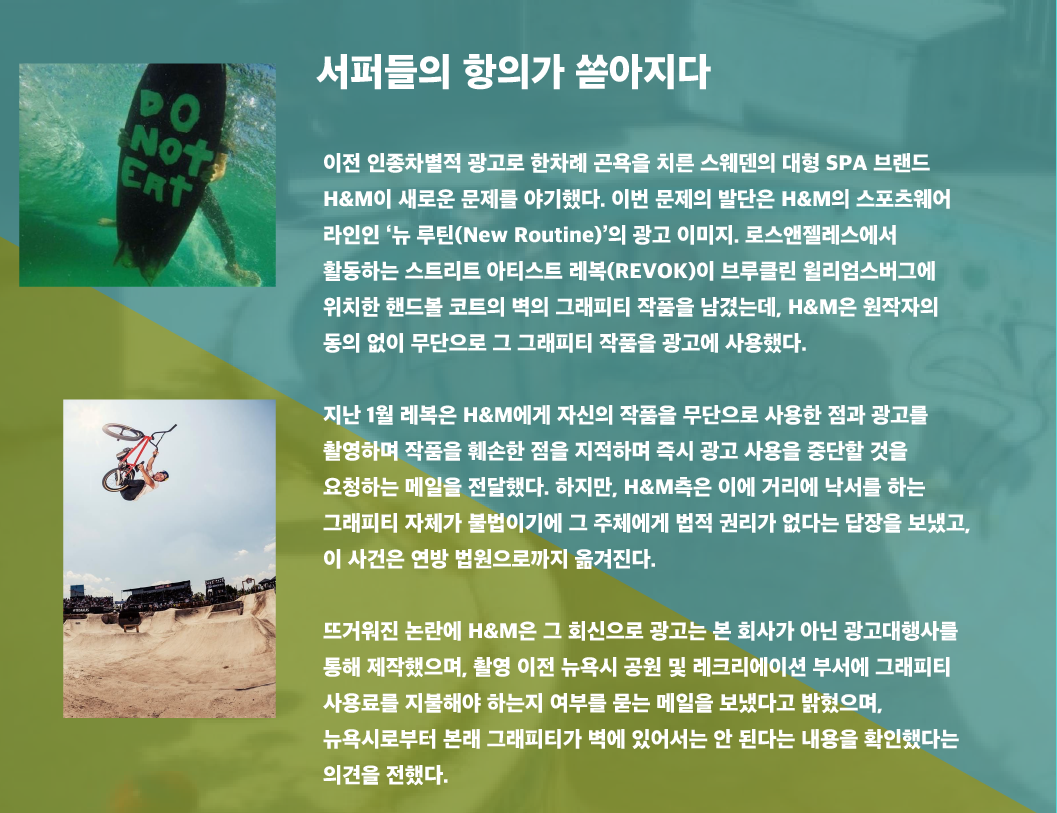 서퍼들의 항의가 쏟아지다
DO
NOT
EAT
이전 인종차별적 광고로 한차례 곤욕을 치른 스웨덴의 대형 SPA 브랜드
H&M이 새로운 문제를 야기했다. 이번 문제의 발단은 H&M의 스포츠웨어
라인인 ‘뉴 루틴(New Routine)’의 광고 이미지. 로스앤젤레스에서
활동하는 스트리트 아티스트 레복(REVOK)이 브루클린 윌리엄스버그에
위치한 핸드볼 코트의 벽의 그래피티 작품을 남겼는데, H&M은 원작자의
동의 없이 무단으로 그 그래피티 작품을 광고에 사용했다.
지난 1월 레복은 H&M에게 자신의 작품을 무단으로 사용한 점과 광고를
촬영하며 작품을 훼손한 점을 지적하며 즉시 광고 사용을 중단할 것을
요청하는 메일을 전달했다. 하지만, H&M측은 이에 거리에 낙서를 하는
그래피티 자체가 불법이기에 그 주체에게 법적 권리가 없다는 답장을 보냈고,
이 사건은 연방 법원으로까지 옮겨진다.
뜨거워진 논란에 H&M은 그 회신으로 광고는 본 회사가 아닌 광고대행사를
통해 제작했으며, 촬영 이전 뉴욕시 공원 및 레크리에이션 부서에 그래피티
사용료를 지불해야 하는지 여부를 묻는 메일을 보냈다고 밝혔으며,
뉴욕시로부터 본래 그래피티가 벽에 있어서는 안 된다는 내용을 확인했다는
의견을 전했다.